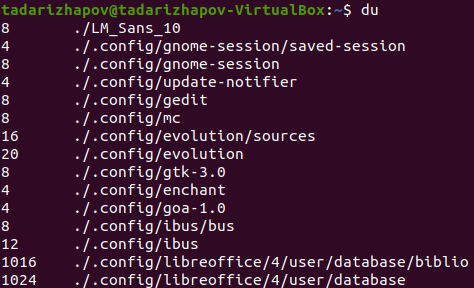 tadarizhapov@tadarizhapov-VirtualBox:~$ du
8 ./LM_Sans_10
4 ./.config/gnome-session/saved-session
8 ./.config/gnome-session
4 ./.config/update-notifier
8 ./.config/gedit
8 ./.config/mc
16 ./.config/evolution/sources
20 ./.config/evolution
8 ./.config/gtk-3.0
4 ./.config/enchant
4 ./.config/goa-1.0
8 ./.config/ibus/bus
12 ./.config/ibus
1016 ./.config/libreoffice/4/user/database/biblio
1024 ./.config/libreoffice/4/user/database